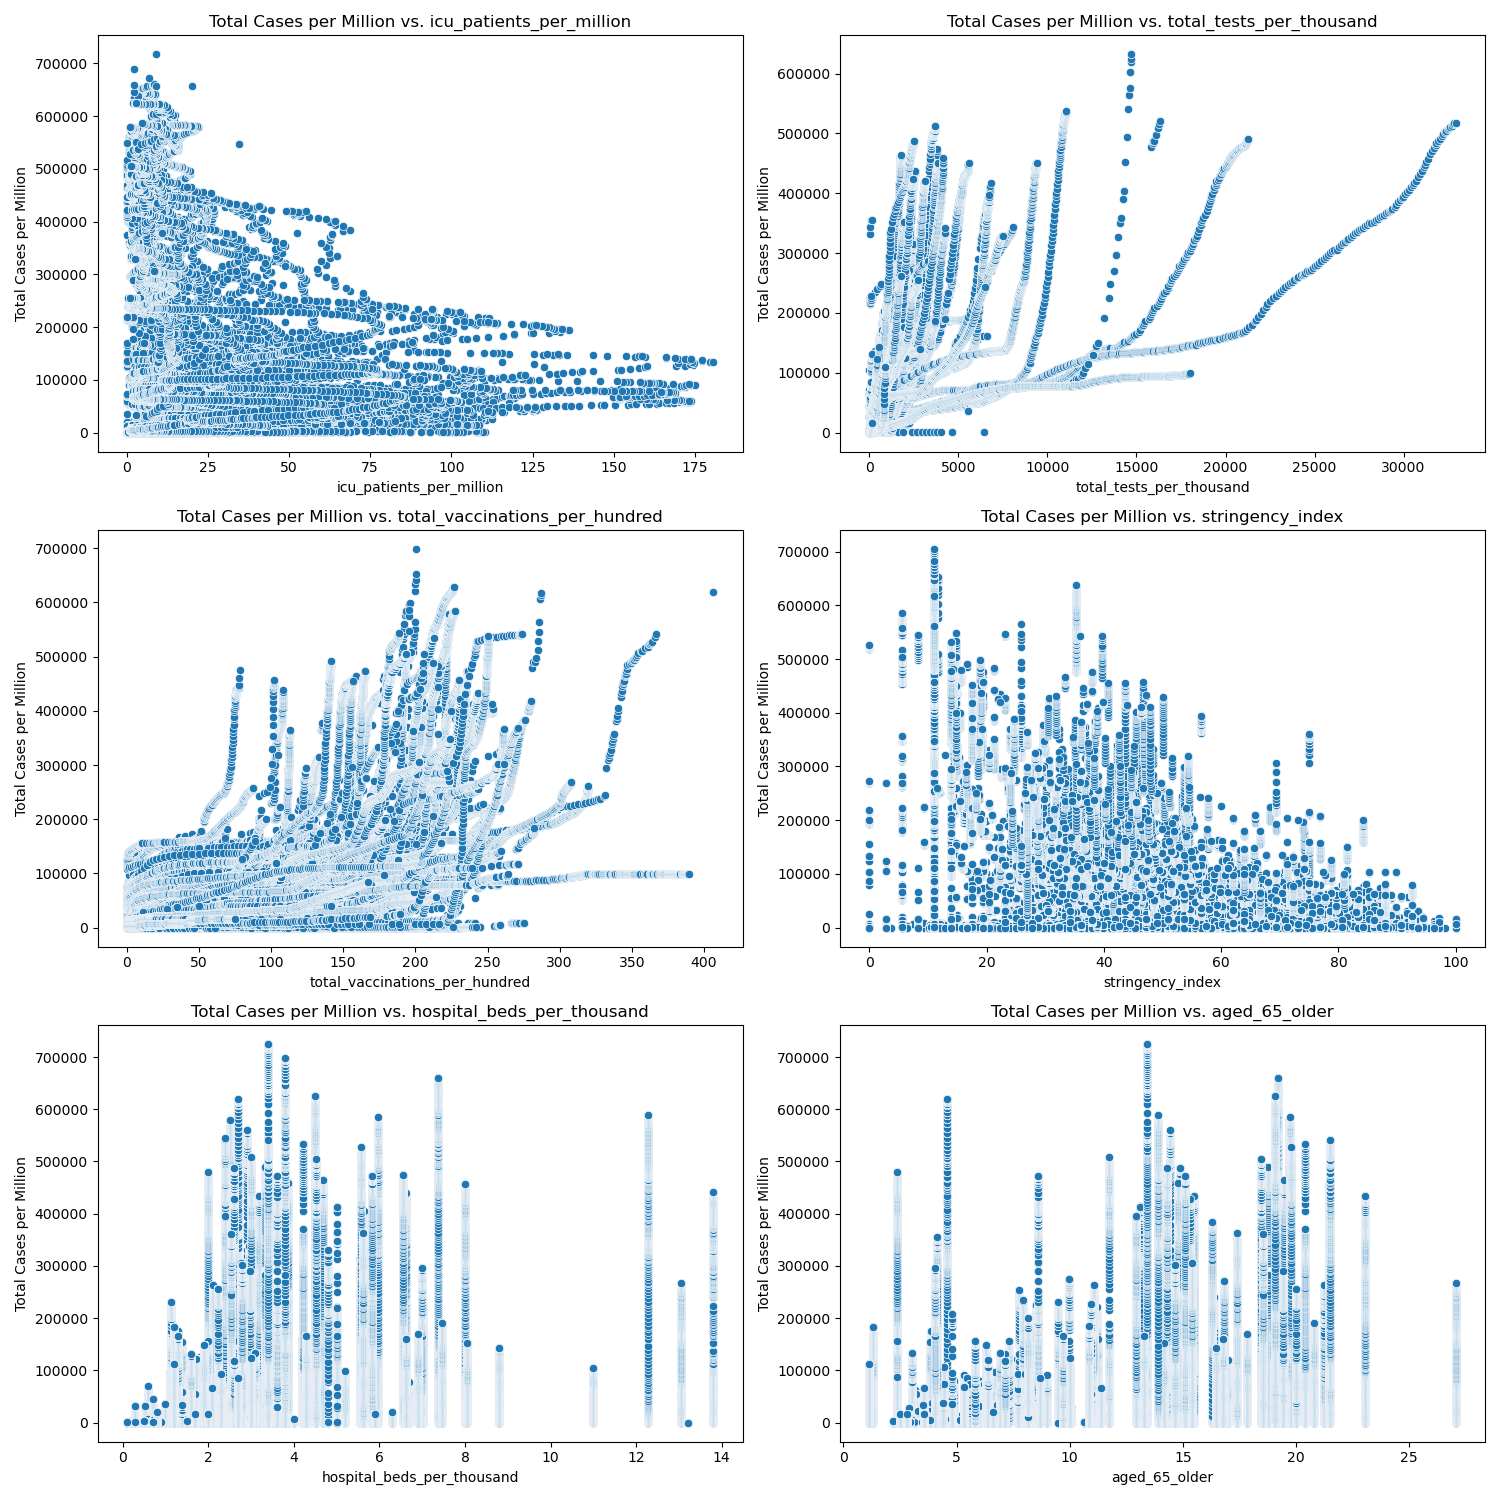 Total Cases per Million vs. icu_patients_per_million
Total Cases per Million
700000
600000
500000
400000
300000
200000
100000
0
0 25 50 75 100 125 150 175
icu_patients_per_million
Total Cases per Million vs. total_tests_per_thousand
Total Cases per Million
600000
500000
400000
300000
200000
100000
0
0 5000 10000 15000 20000 25000 30000
total_tests_per_thousand
Total Cases per Million vs. total_vaccinations_per_hundred
Total Cases per Million
700000
600000
500000
400000
300000
200000
100000
0
0 50 100 150 200 250 300 350 400
total_vaccinations_per_hundred
Total Cases per Million vs. stringency_index
Total Cases per Million
700000
600000
500000
400000
300000
200000
100000
0
0 20 40 60 80 100
stringency_index
Total Cases per Million vs. hospital_beds_per_thousand
Total Cases per Million
700000
600000
500000
400000
300000
200000
100000
0
0 2 4 6 8 10 12 14
hospital_beds_per_thousand
Total Cases per Million vs. aged_65_older
Total Cases per Million
700000
600000
500000
400000
300000
200000
100000
0
0 5 10 15 20 25
aged_65_older